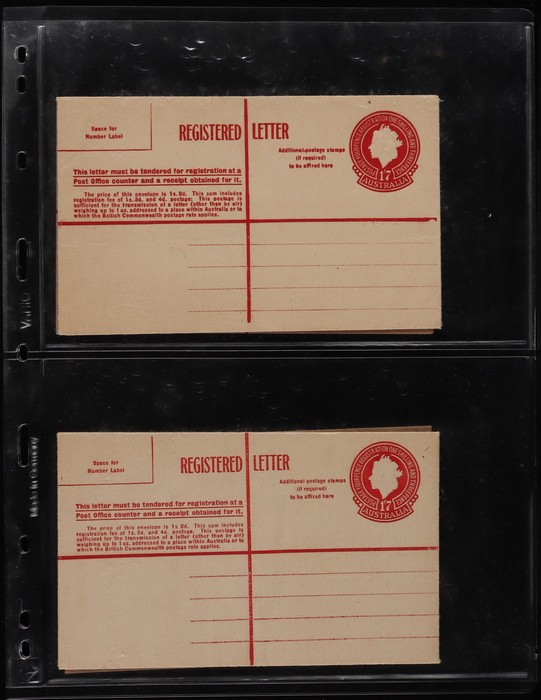 Space for
Number Label
REGISTERED LETTER
Additional postage stamps
(if required)
to be affixed here
17
AUSTRALIA
This letter must be tendered for registration at a
Post Office counter and a receipt obtained for it.
The price of this envelope is 1s. 8d. This sum includes
registration fee of 1s. 3d. and 4d. postage. This postage is
sufficient for the transmission of a letter (other than by air)
weighing up to 1 oz. addressed to a place within Australia or to
which the British Commonwealth postage rate applies.
Vario
Space for
Number Label
REGISTERED LETTER
Additional postage stamps
(if required)
to be affixed here
17
AUSTRALIA
This letter must be tendered for registration at a
Post Office counter and a receipt obtained for it.
The price of this envelope is 1s 8d. This sum includes
registration fee of 1s. 3d. and 4d. postage. This postage is
sufficient for the transmission of a letter (other than by air)
weighing up to 1 oz. addressed to a place within Australia or to
which the British Commonwealth postage rate applies.
Made in Germany